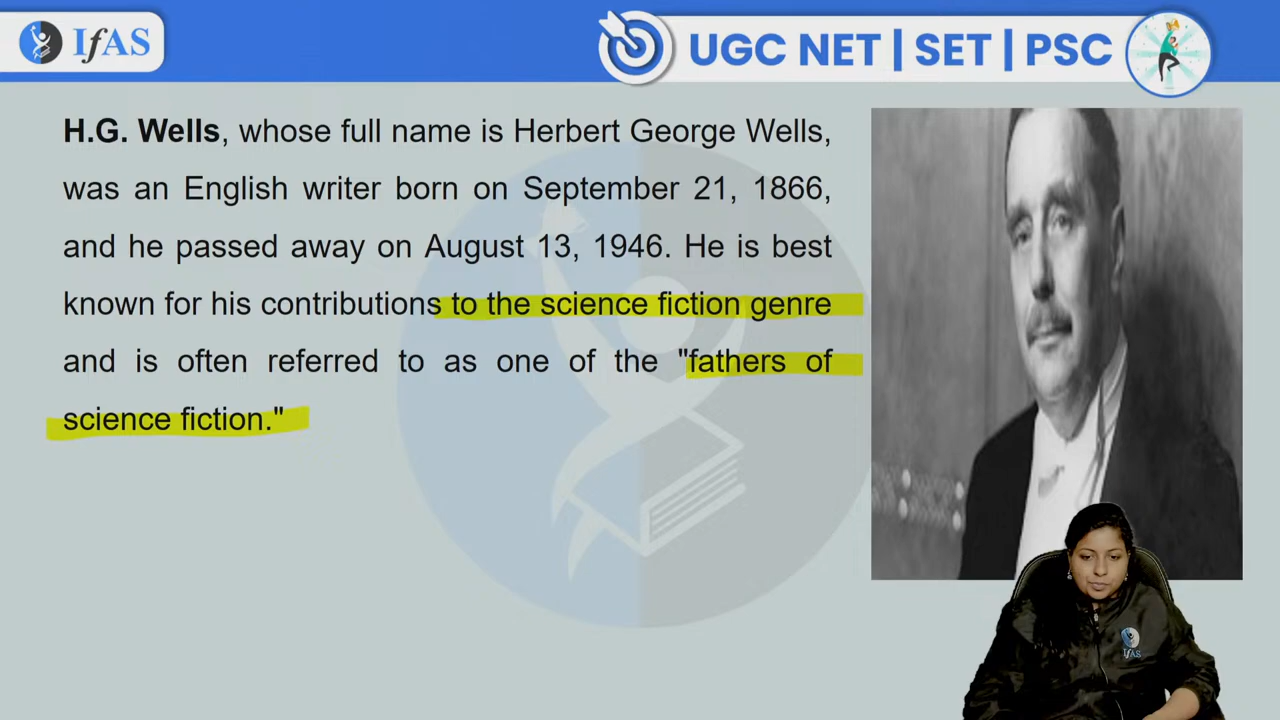 IfAS
UGC NET | SET | PSC
H.G. Wells, whose full name is Herbert George Wells,
was an English writer born on September 21, 1866,
and he passed away on August 13, 1946. He is best
known for his contributions to the science fiction genre
and is often referred to as one of the "fathers of
science fiction."
IfAS